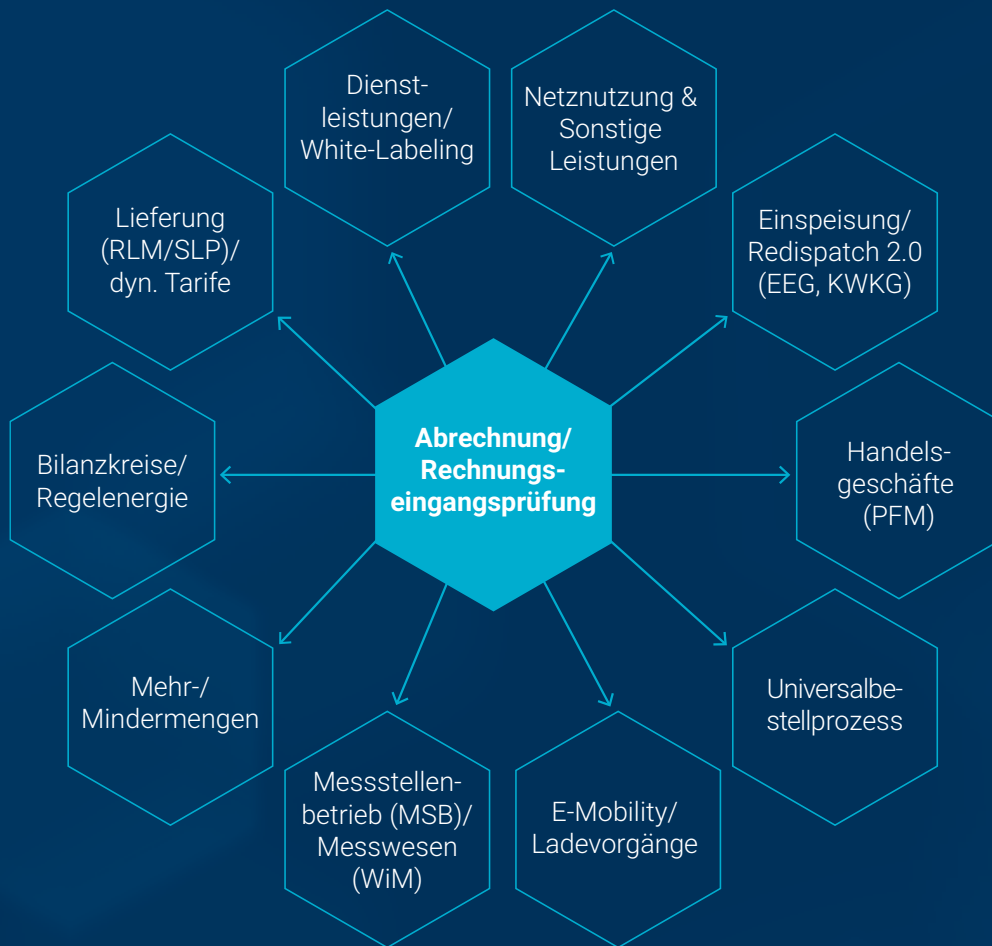 Dienst-
leistungen/
White-Labeling
Netznutzung &
Sonstige
Leistungen
Lieferung
(RLM/SLP)/
dyn. Tarife
Einspeisung/
Redispatch 2.0
(EEG, KWKG)
Bilanzkreise/
Regelenergie
Abrechnung/
Rechnungs-
eingangsprüfung
Handels-
geschäfte
(PFM)
Mehr-/
Mindermengen
Universalbe-
stellprozess
Messstellen-
betrieb (MSB)/
Messwesen
(WiM)
E-Mobility/
Ladevorgänge